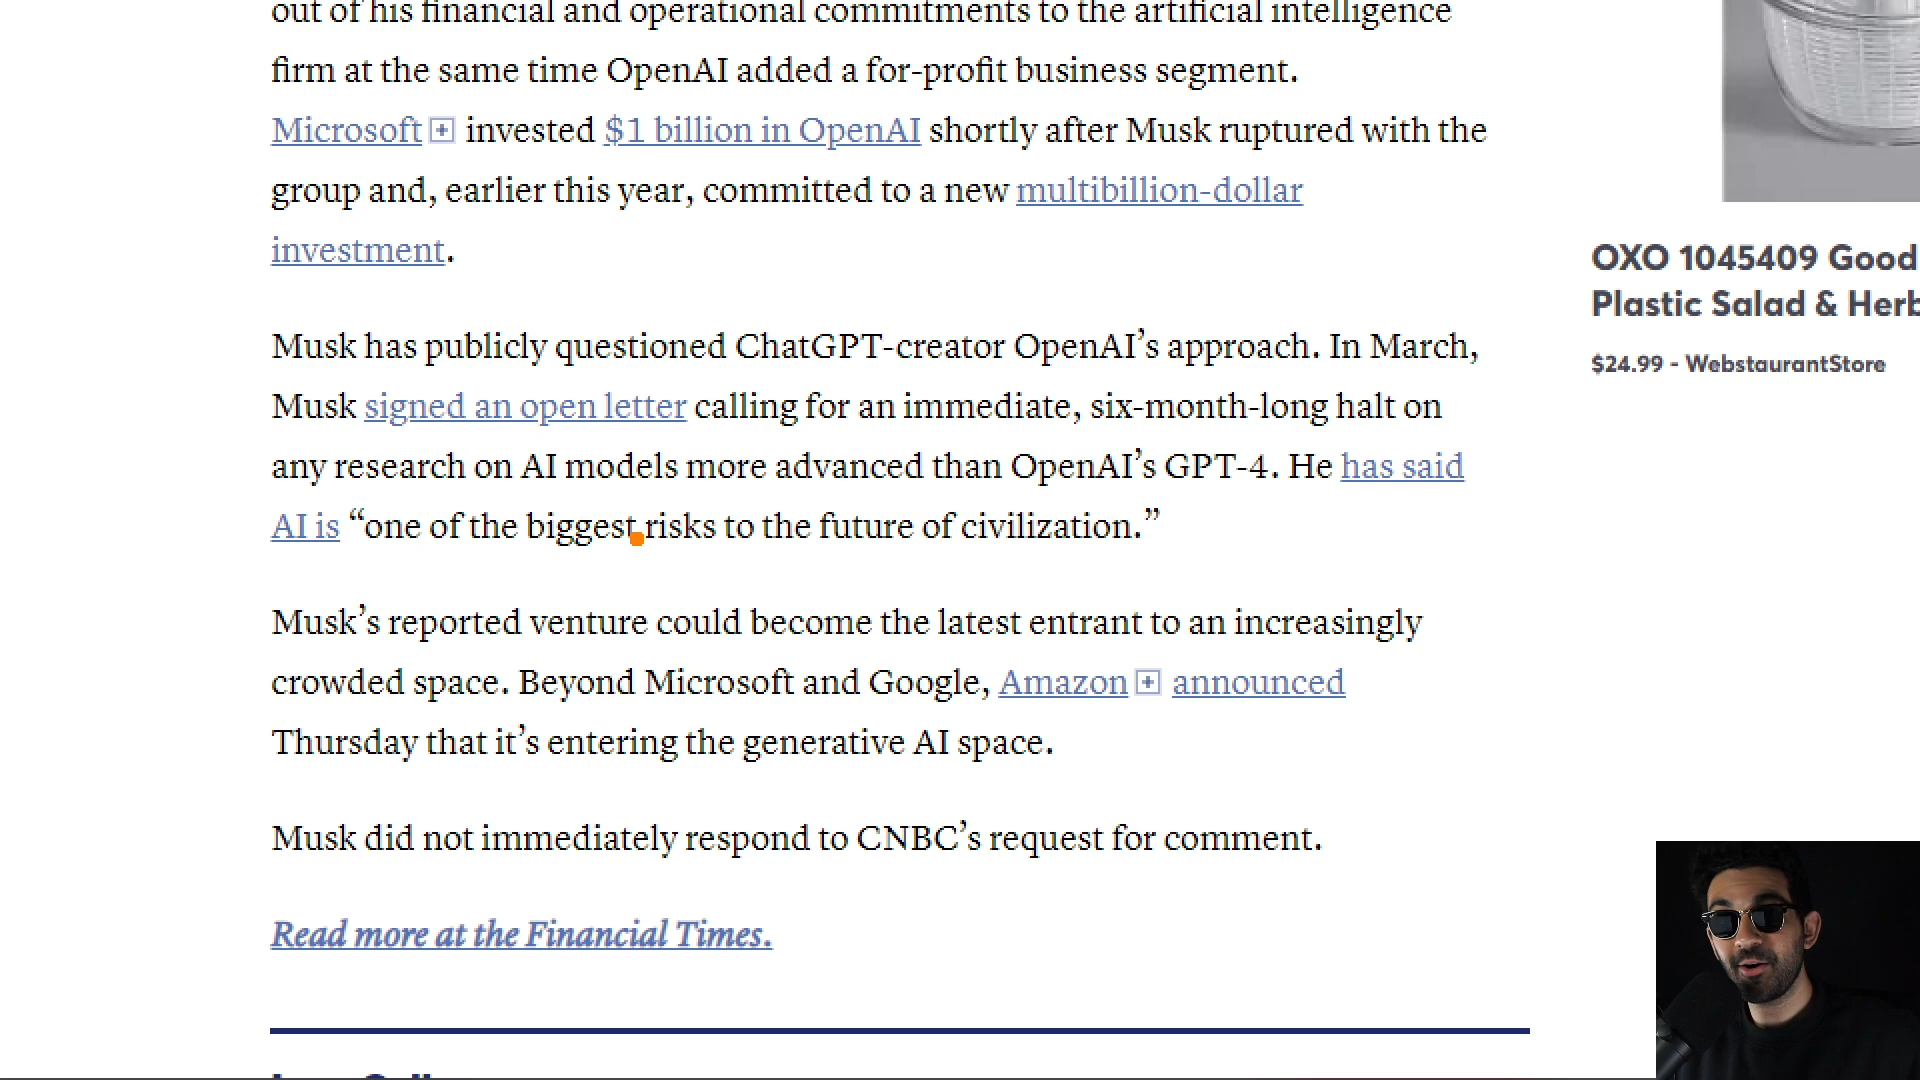 out of his financial and operational commitments to the artificial intelligence
firm at the same time OpenAI added a for-profit business segment.
Microsoft + invested $1 billion in OpenAI shortly after Musk ruptured with the
group and, earlier this year, committed to a new multibillion-dollar
investment.
Musk has publicly questioned ChatGPT-creator OpenAI’s approach. In March,
Musk signed an open letter calling for an immediate, six-month-long halt on
any research on AI models more advanced than OpenAI’s GPT-4. He has said
AI is “one of the biggest risks to the future of civilization.”
Musk’s reported venture could become the latest entrant to an increasingly
crowded space. Beyond Microsoft and Google, Amazon + announced
Thursday that it’s entering the generative AI space.
Musk did not immediately respond to CNBC’s request for comment.
Read more at the Financial Times.
OXO 1045409 Good
Plastic Salad & Herb
$24.99 - WebstaurantStore